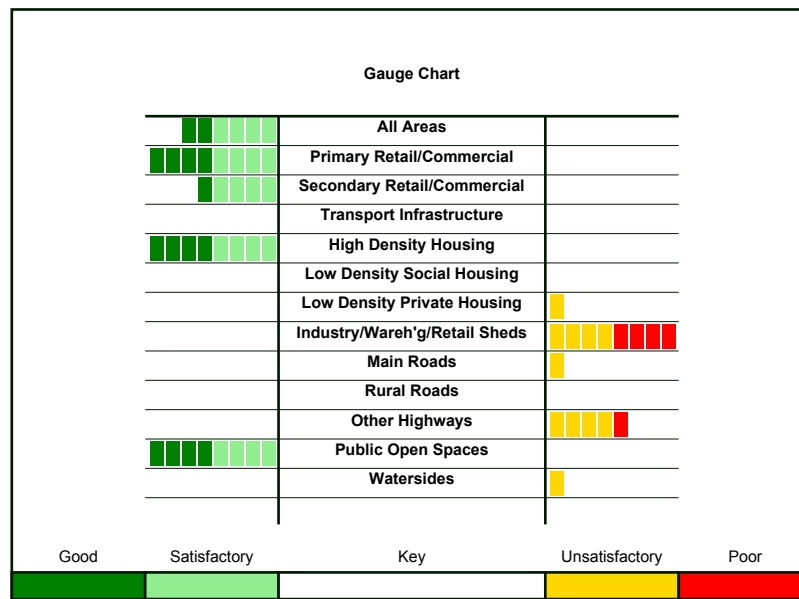 Gauge Chart
All Areas
Primary Retail/Commercial
Secondary Retail/Commercial
Transport Infrastructure
High Density Housing
Low Density Social Housing
Low Density Private Housing
Industry/Wareh'g/Retail Sheds
Main Roads
Rural Roads
Other Highways
Public Open Spaces
Watersides
Good Satisfactory Key Unsatisfactory Poor